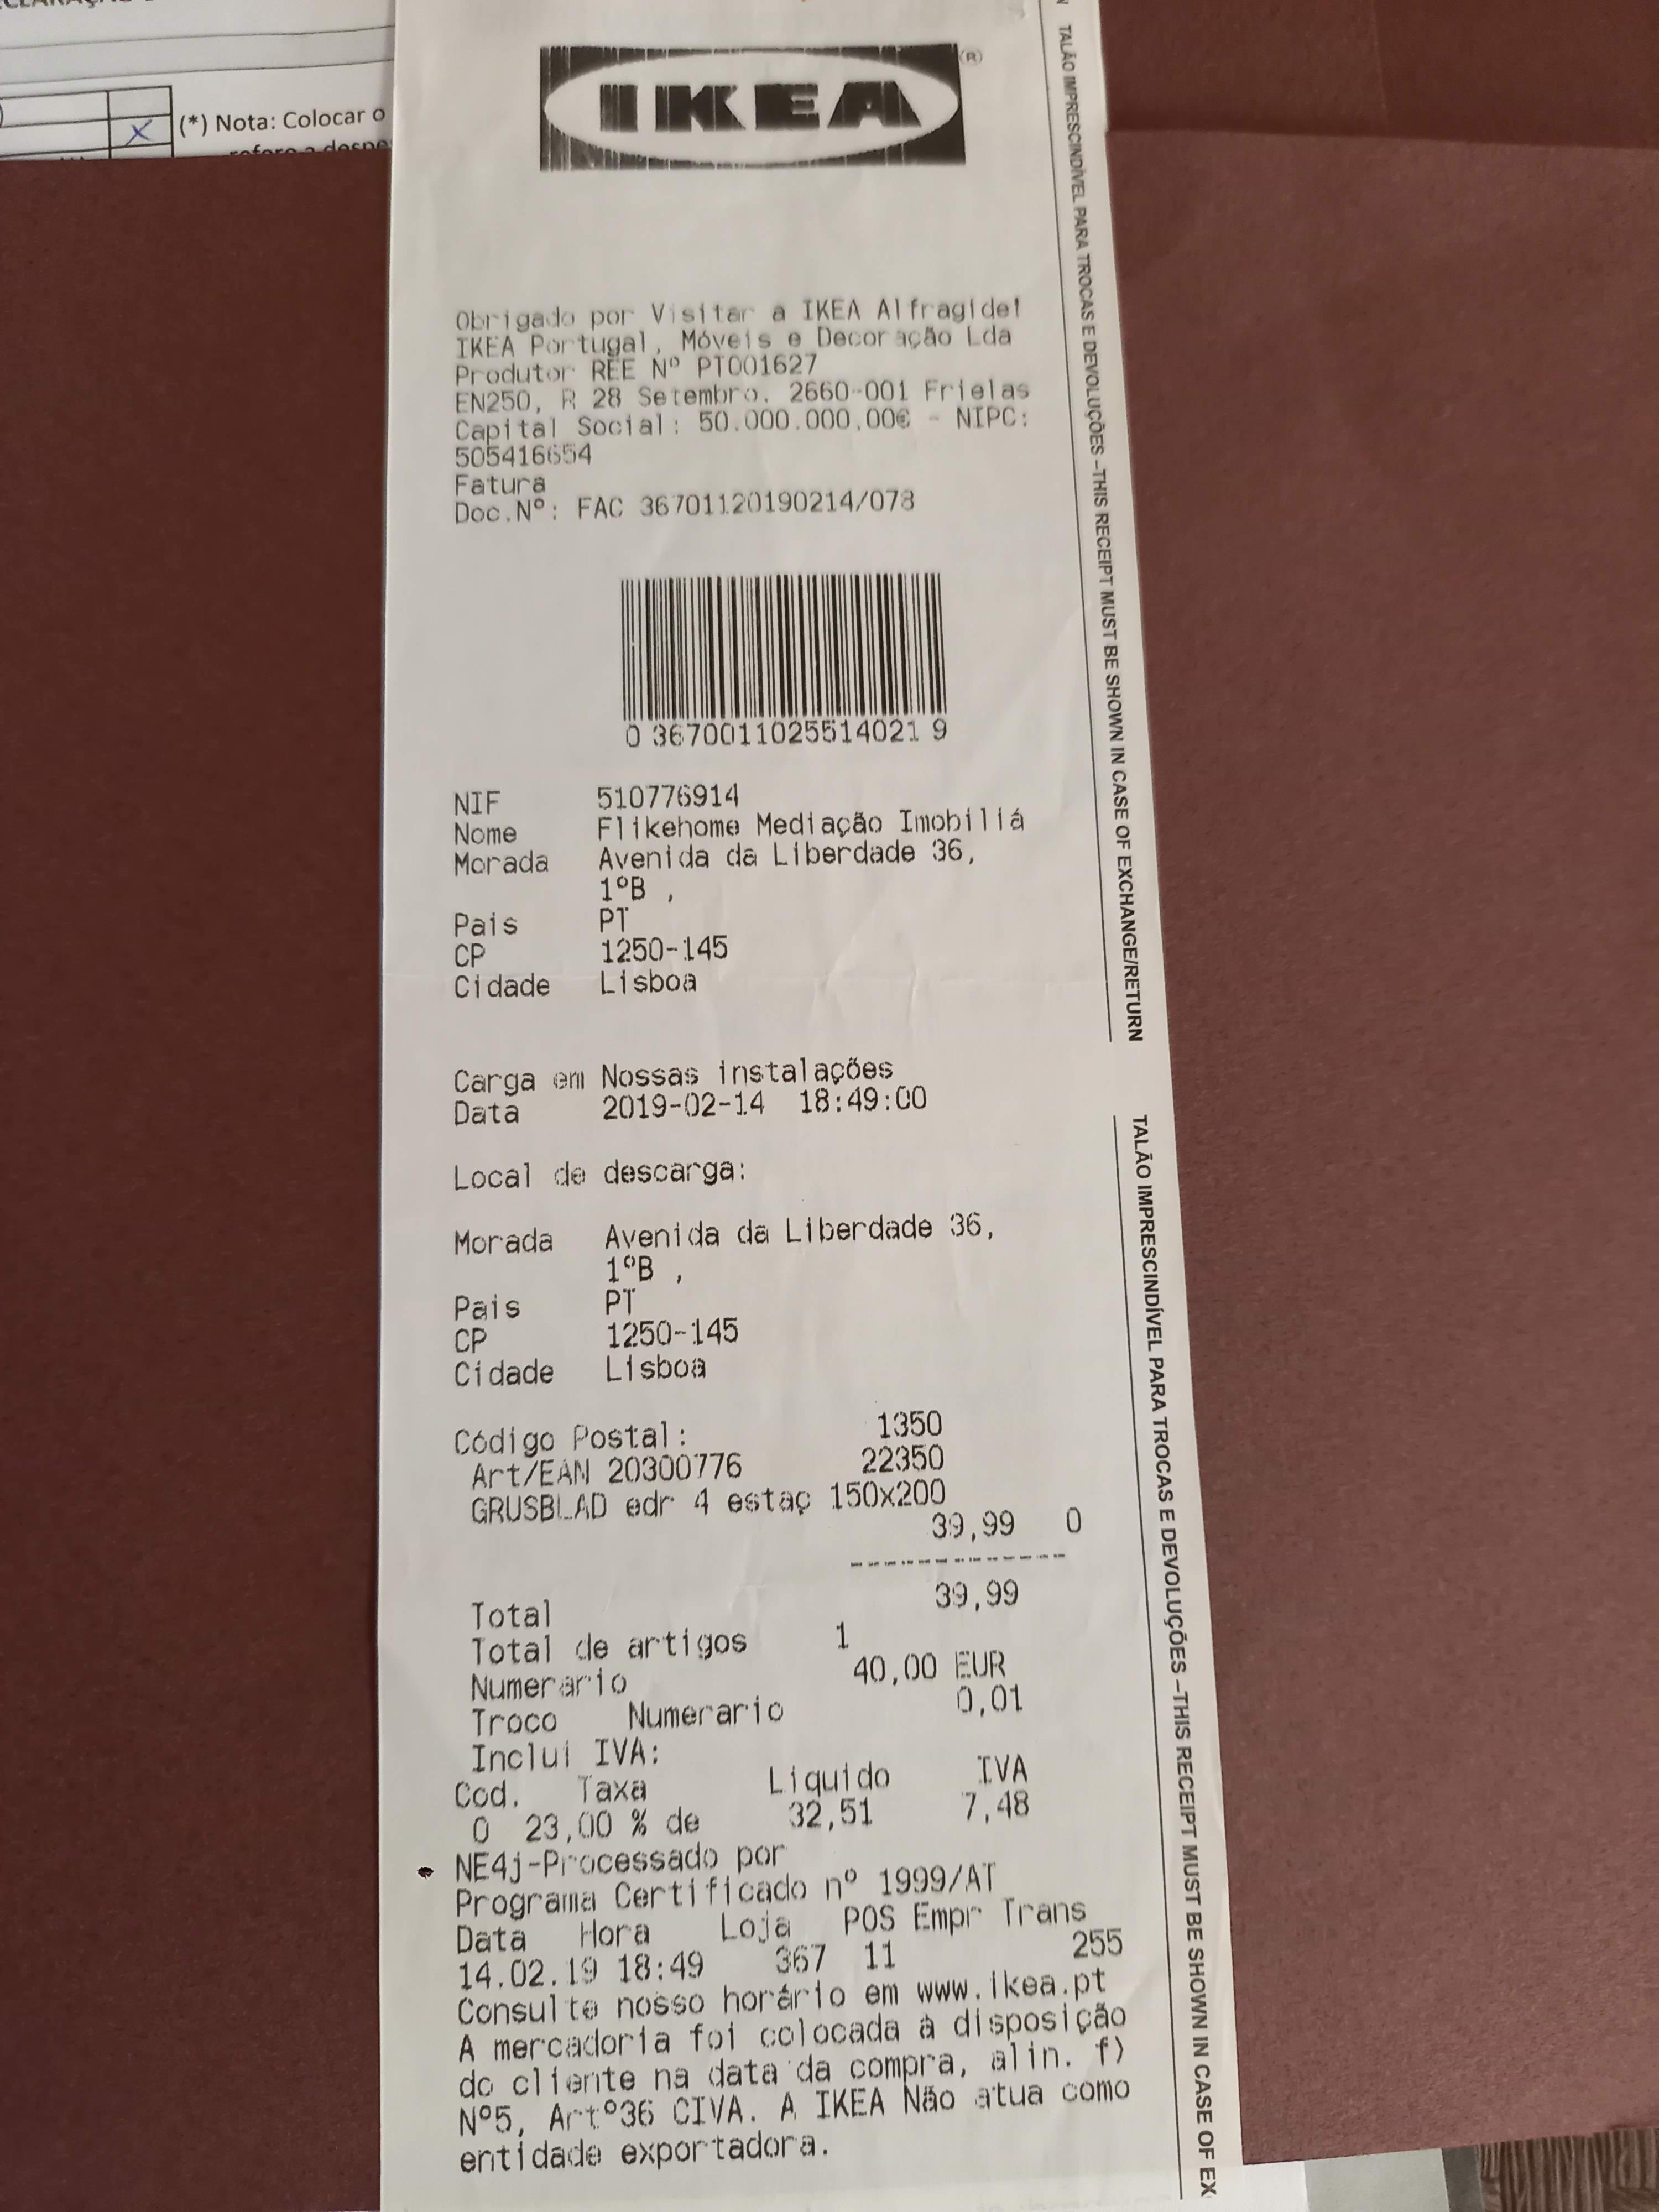 (*) Nota: Colocar o
X
IKEA
®
Obrigado por Visitar a IKEA Alfragide!
IKEA Portugal, Móveis e Decoração Lda
Produtor REE Nº PT001627
EN250, R 28 Setembro. 2660-001 Frielas
Capital Social: 50.000.000,00€ - NIPC:
505416654
Fatura
Doc.Nº: FAC 36701120190214/078
0 3670011025514021 9
NIF 510776914
Nome Flikehome Mediação Imobiliá
Morada Avenida da Liberdade 36,
1ºB ,
Pais PT
CP 1250-145
Cidade Lisboa
Carga em Nossas instalações
Data 2019-02-14 18:49:00
Local de descarga:
Morada Avenida da Liberdade 36,
1ºB ,
Pais PT
CP 1250-145
Cidade Lisboa
Código Postal: 1350
Art/EAN 20300776 22350
GRUSBLAD edr 4 estaç 150x200
39,99 0
-------------
Total 39,99
Total de artigos 1
Numerario 40,00 EUR
Troco Numerario 0,01
Inclui IVA:
Cod. Taxa Liquido IVA
0 23,00 % de 32,51 7,48
NE4j-Processado por
Programa Certificado nº 1999/AT
Data Hora Loja POS Empr Trans
14.02.19 18:49 367 11 255
Consulte nosso horário em www.ikea.pt
A mercadoria foi colocada à disposição
do cliente na data da compra, alin. f)
Nº5, Artº36 CIVA. A IKEA Não atua como
entidade exportadora.
TALÃO IMPRESCINDÍVEL PARA TROCAS E DEVOLUÇÕES –THIS RECEIPT MUST BE SHOWN IN CASE OF EXCHANGE/RETURN
TALÃO IMPRESCINDÍVEL PARA TROCAS E DEVOLUÇÕES –THIS RECEIPT MUST BE SHOWN IN CASE OF EX